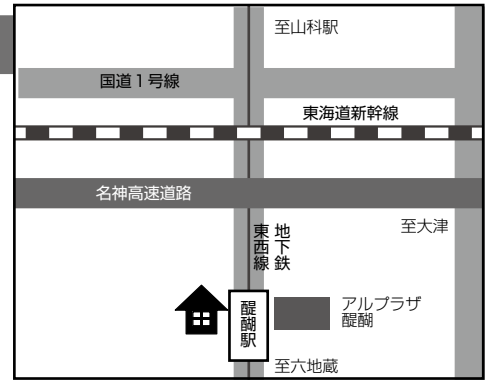 至山科駅
国道1号線
東海道新幹線
名神高速道路
至大津
地下鉄
東西線
アルプラザ
醍醐
醍醐駅
至六地蔵